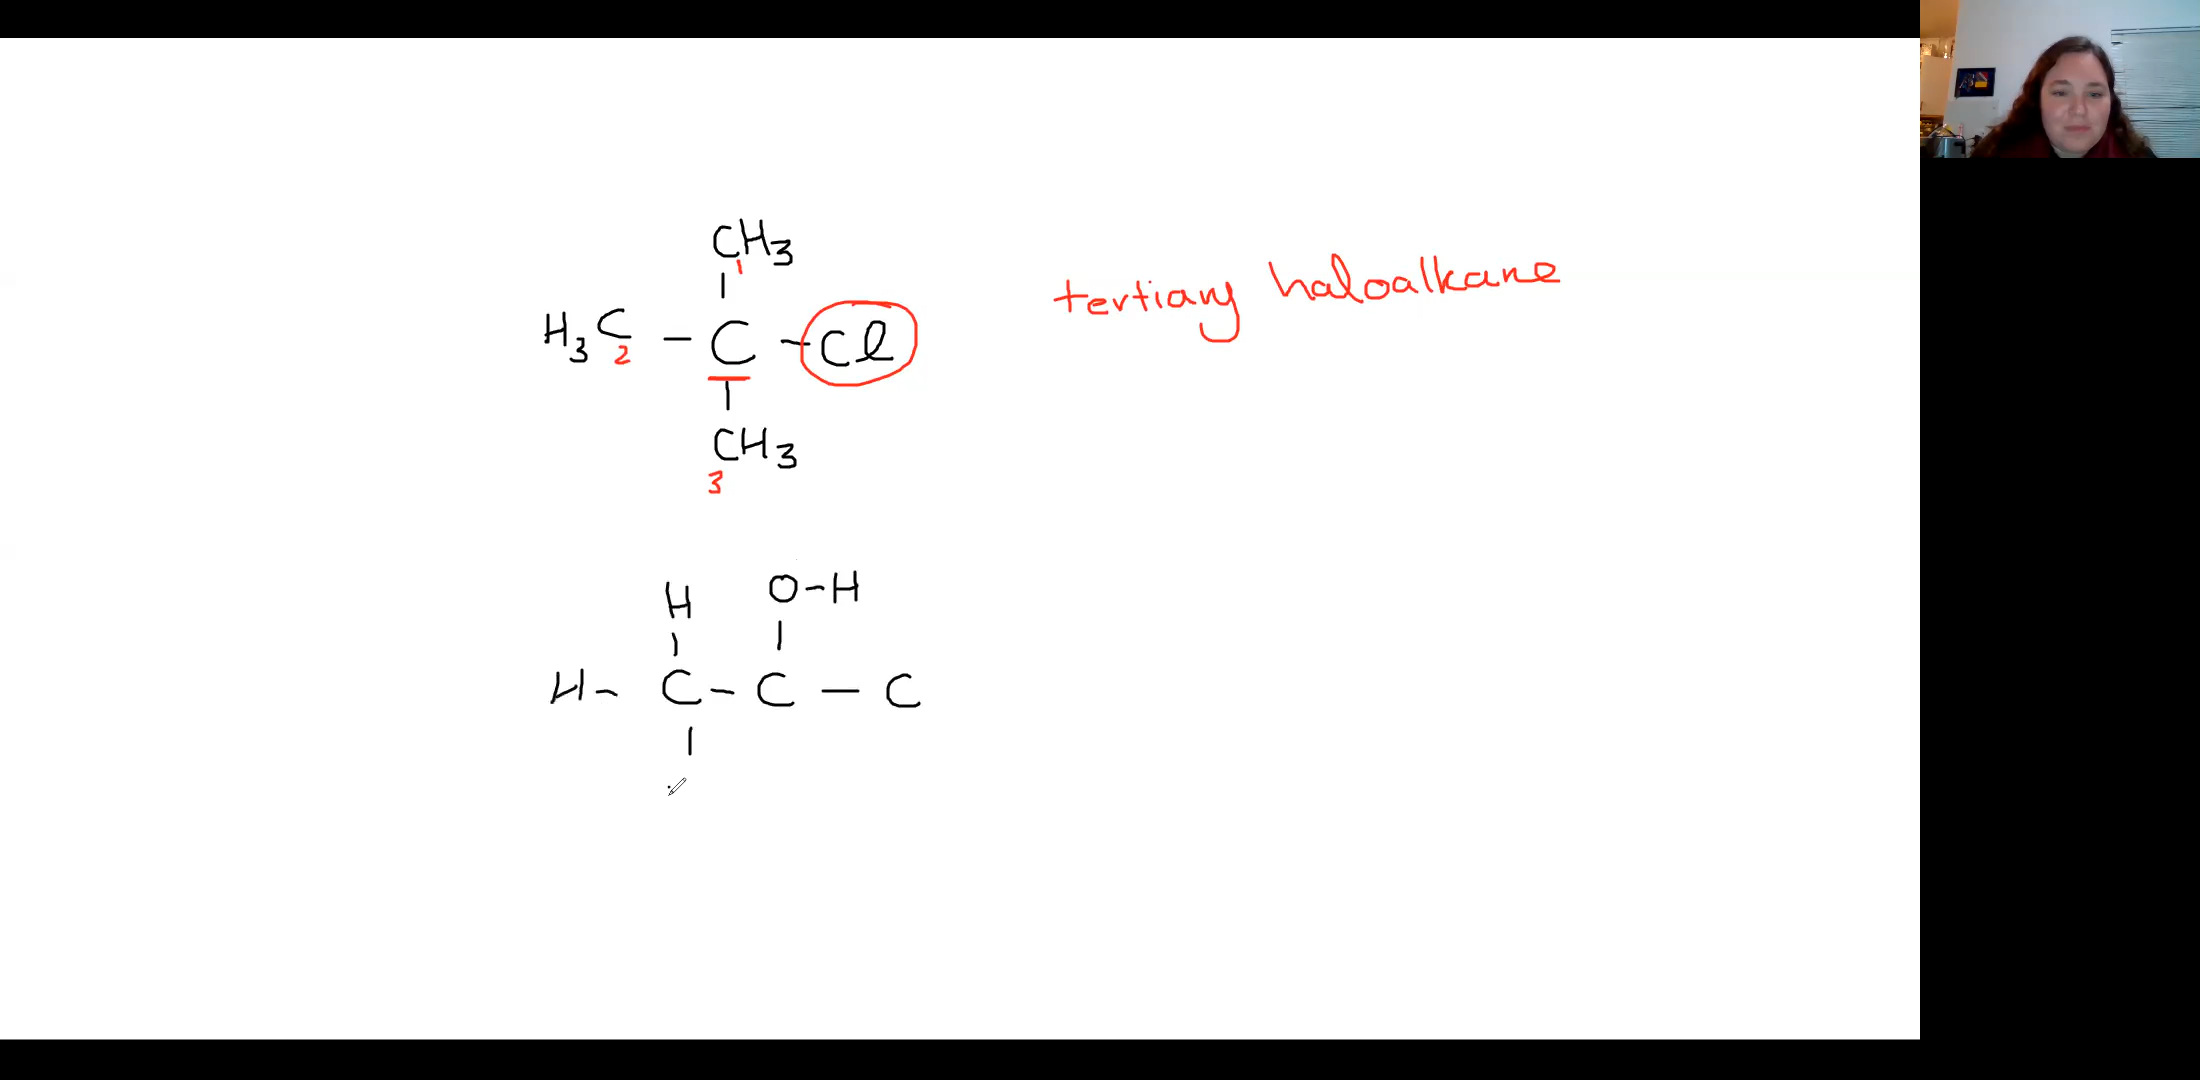 CH3
1
tertiary haloalkane
H3C - C - Cl
2
CH3
3
H O-H
H- C - C - C